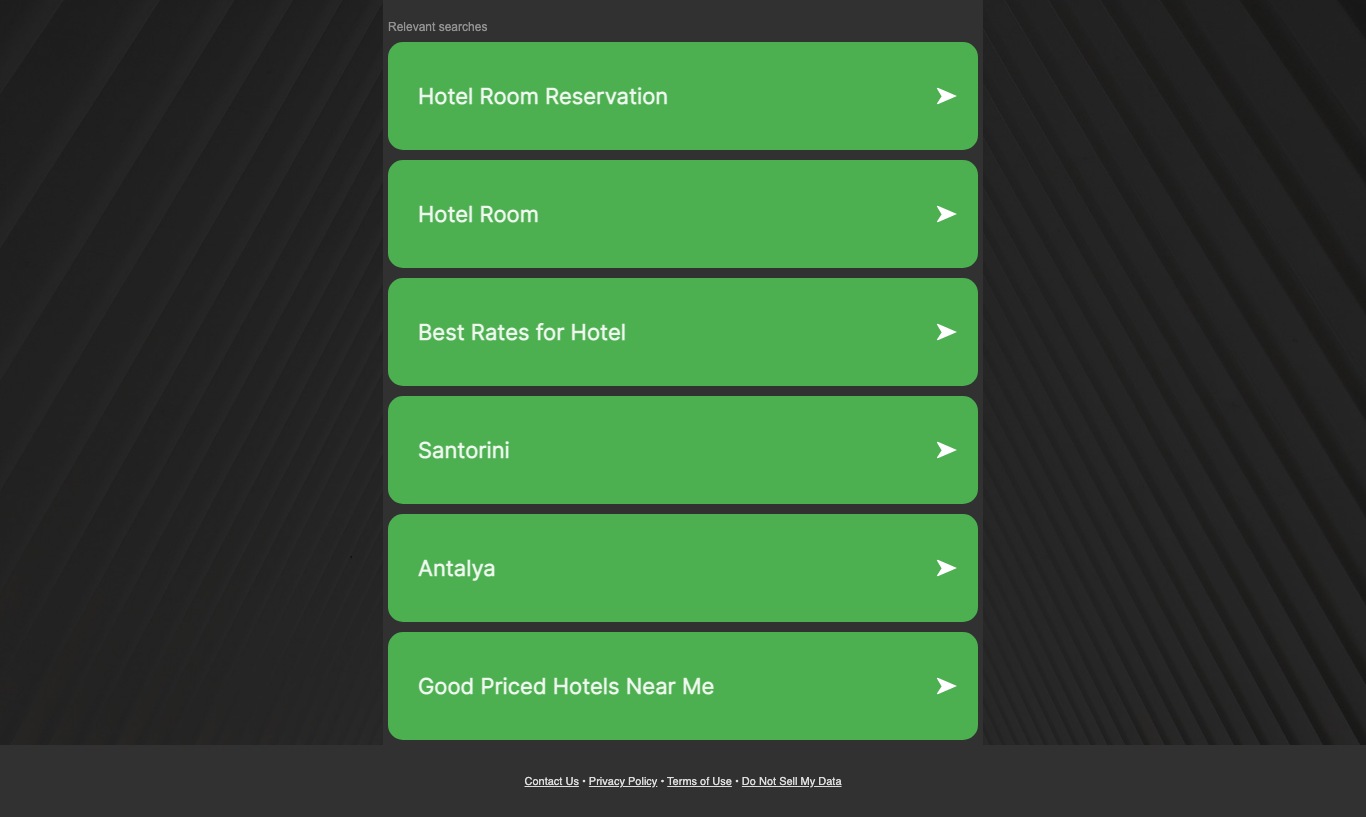 Relevant searches
Hotel Room Reservation
Hotel Room
Best Rates for Hotel
Santorini
Antalya
Good Priced Hotels Near Me
Contact Us • Privacy Policy • Terms of Use • Do Not Sell My Data